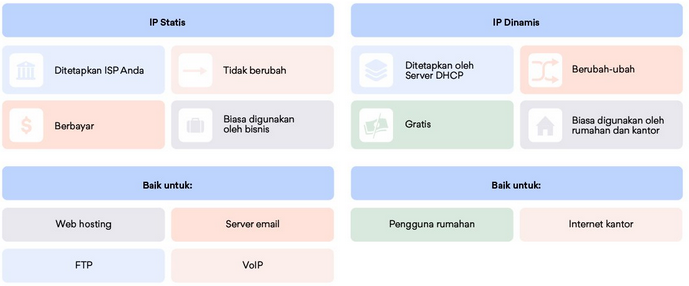 IP Statis
Ditetapkan ISP Anda
Tidak berubah
Berbayar
Biasa digunakan
oleh bisnis
Baik untuk:
Web hosting
Server email
FTP
VoIP
IP Dinamis
Ditetapkan oleh
Server DHCP
Berubah-ubah
Gratis
Biasa digunakan oleh
rumahan dan kantor
Baik untuk:
Pengguna rumahan
Internet kantor